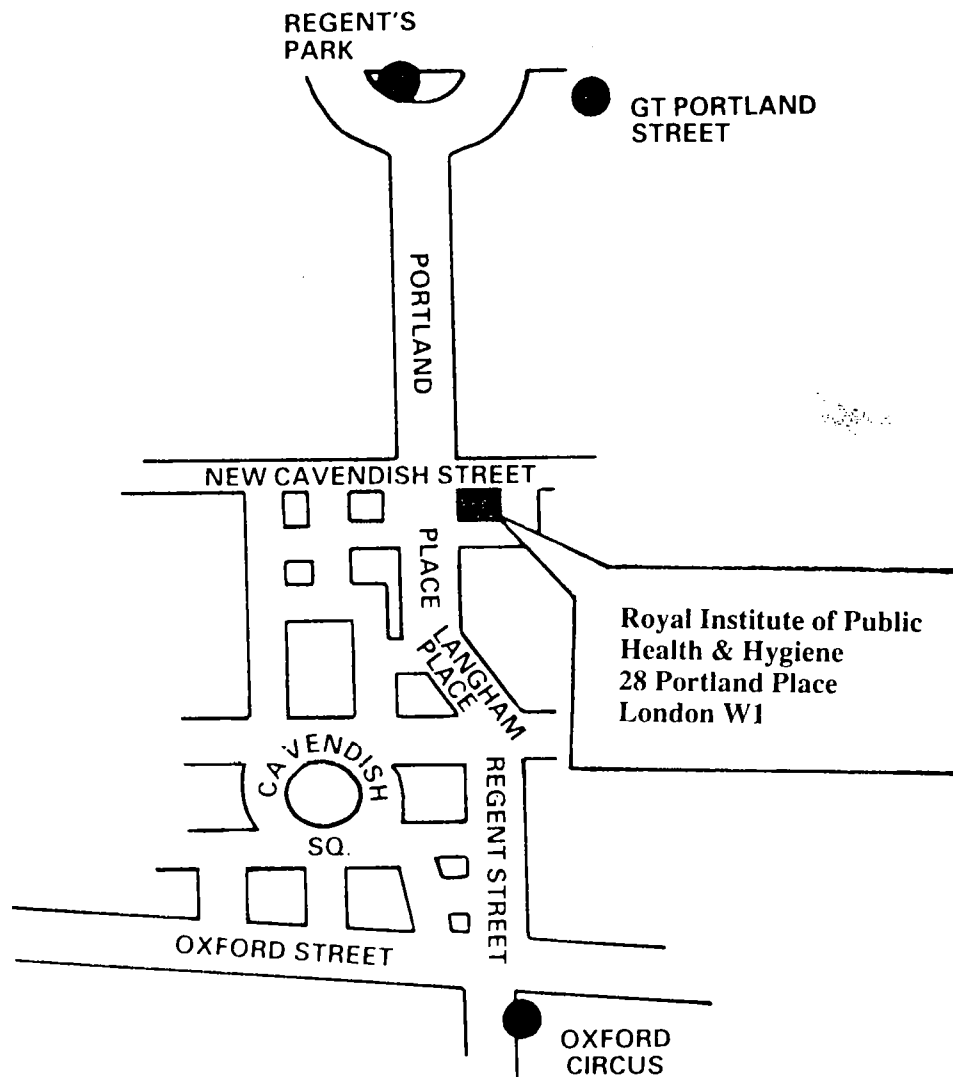 REGENT'S
PARK
GT PORTLAND
STREET
PORTLAND
NEW CAVENDISH STREET
PLACE
Royal Institute of Public
Health & Hygiene
28 Portland Place
London W1
LANGHAM
PLACE
CAVENDISH
SQ.
REGENT STREET
OXFORD STREET
OXFORD
CIRCUS